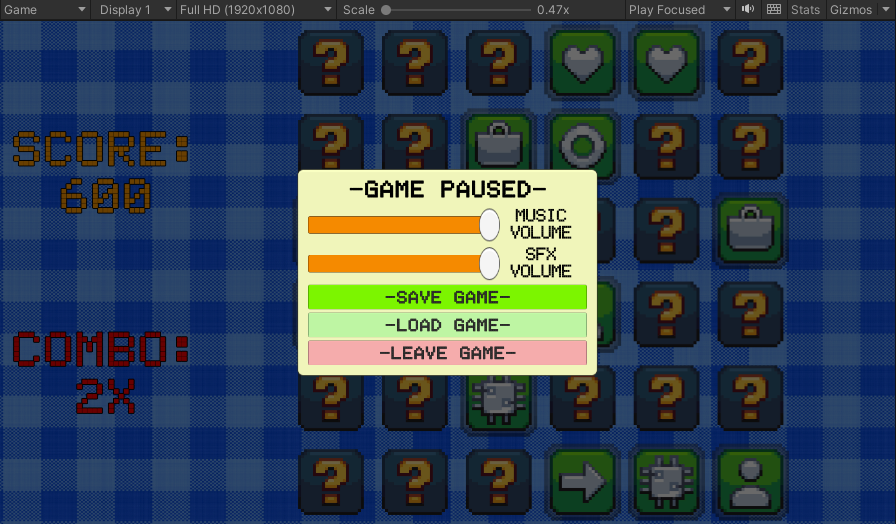 Game
Display 1
Full HD (1920x1080)
Scale
0.47x
Play Focused
Stats
Gizmos
? ? ? ?
SCORE:
600
? ? ? ?
-GAME PAUSED-
MUSIC
VOLUME
?
SFX
VOLUME
-SAVE GAME-
? ?
-LOAD GAME-
-LEAVE GAME-
COMBO:
2X
? ? ? ?
? ? ?